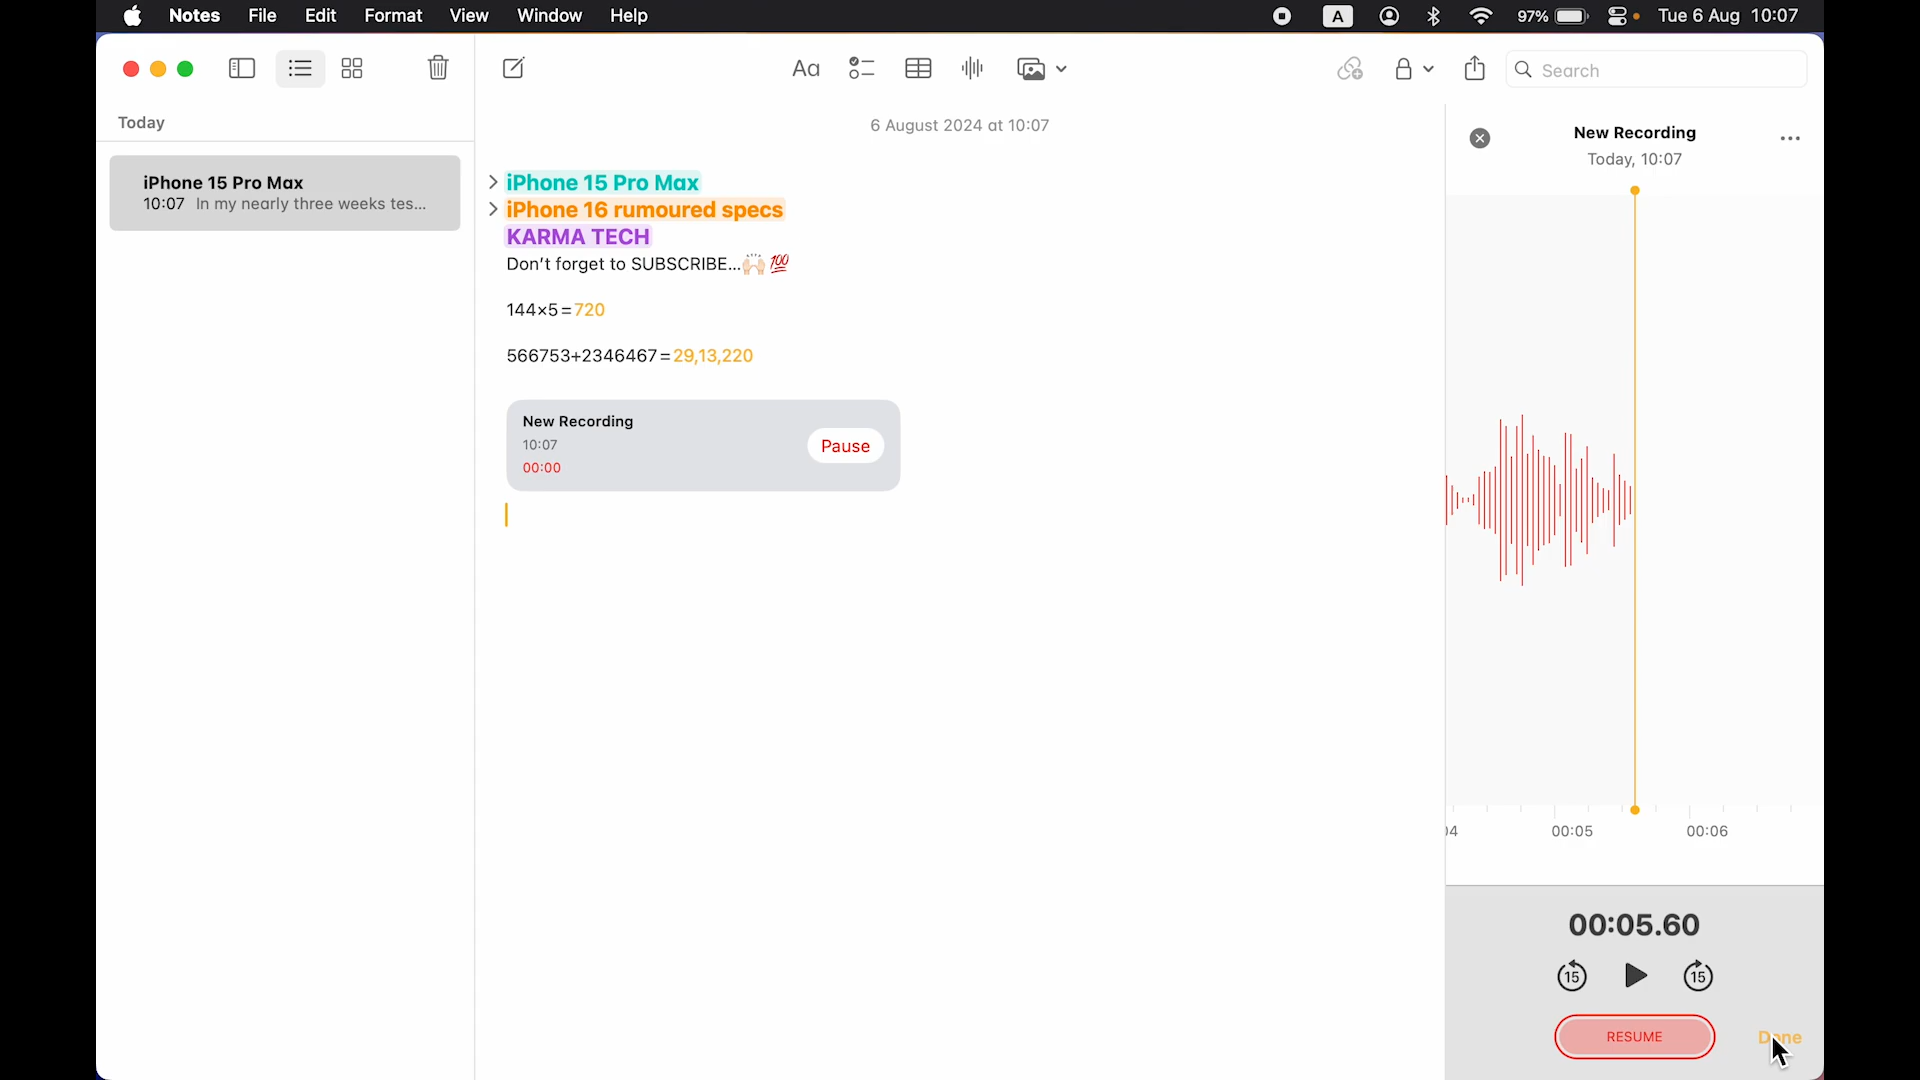 Notes File Edit Format View Window Help A 97% Tue 6 Aug 10:07
Search
Today
iPhone 15 Pro Max
10:07 In my nearly three weeks tes...
6 August 2024 at 10:07
iPhone 15 Pro Max
iPhone 16 rumoured specs
KARMA TECH
Don't forget to SUBSCRIBE...🙌🏻💯
144×5=720
566753+2346467=29,13,220
New Recording
10:07
00:00
Pause
New Recording
Today, 10:07
00:05 00:06
00:05.60
15 15
RESUME
Done